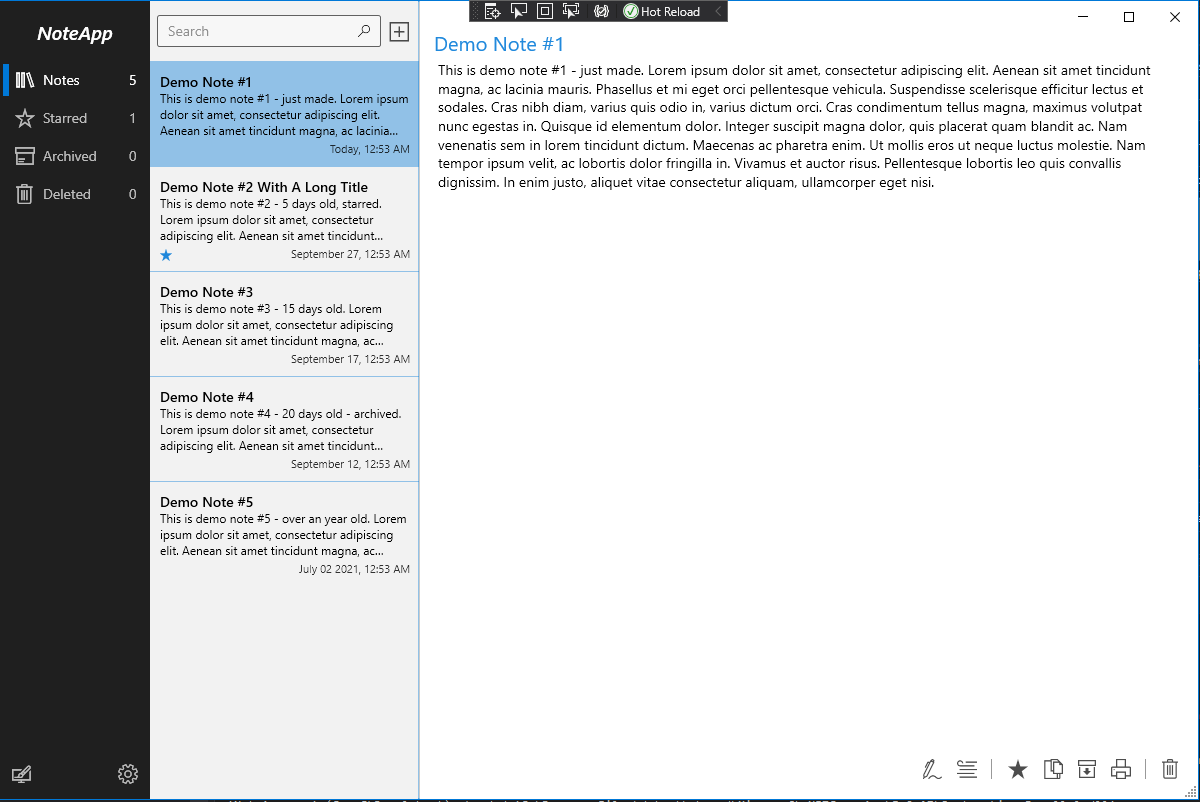 Hot Reload
NoteApp
Notes 5
Starred 1
Archived 0
Deleted 0
Search
Demo Note #1
This is demo note #1 - just made. Lorem ipsum
dolor sit amet, consectetur adipiscing elit.
Aenean sit amet tincidunt magna, ac lacinia...
Today, 12:53 AM
Demo Note #2 With A Long Title
This is demo note #2 - 5 days old, starred.
Lorem ipsum dolor sit amet, consectetur
adipiscing elit. Aenean sit amet tincidunt...
September 27, 12:53 AM
Demo Note #3
This is demo note #3 - 15 days old. Lorem
ipsum dolor sit amet, consectetur adipiscing
elit. Aenean sit amet tincidunt magna, ac...
September 17, 12:53 AM
Demo Note #4
This is demo note #4 - 20 days old - archived.
Lorem ipsum dolor sit amet, consectetur
adipiscing elit. Aenean sit amet tincidunt...
September 12, 12:53 AM
Demo Note #5
This is demo note #5 - over an year old. Lorem
ipsum dolor sit amet, consectetur adipiscing
elit. Aenean sit amet tincidunt magna, ac...
July 02 2021, 12:53 AM
Demo Note #1
This is demo note #1 - just made. Lorem ipsum dolor sit amet, consectetur adipiscing elit. Aenean sit amet tincidunt
magna, ac lacinia mauris. Phasellus et mi eget orci pellentesque vehicula. Suspendisse scelerisque efficitur lectus et
sodales. Cras nibh diam, varius quis odio in, varius dictum orci. Cras condimentum tellus magna, maximus volutpat
nunc egestas in. Quisque id elementum dolor. Integer suscipit magna dolor, quis placerat quam blandit ac. Nam
venenatis sem in lorem tincidunt dictum. Maecenas ac pharetra enim. Ut mollis eros ut neque luctus molestie. Nam
tempor ipsum velit, ac lobortis dolor fringilla in. Vivamus et auctor risus. Pellentesque lobortis leo quis convallis
dignissim. In enim justo, aliquet vitae consectetur aliquam, ullamcorper eget nisi.